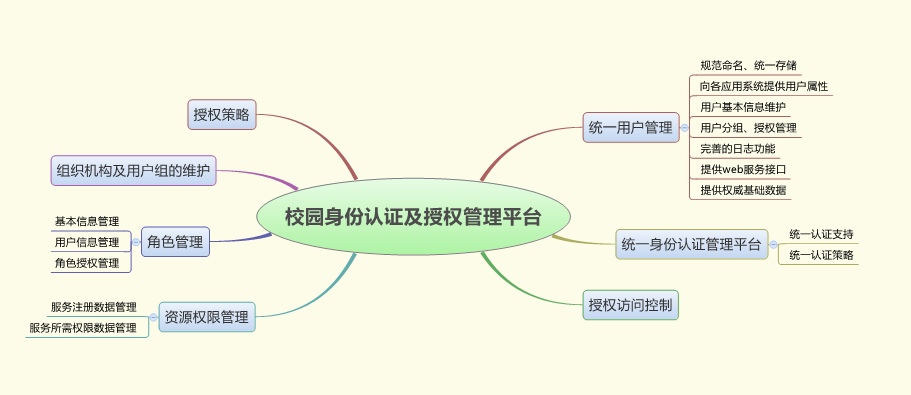 校园身份认证及授权管理平台
统一用户管理
规范命名、统一存储
向各应用系统提供用户属性
用户基本信息维护
用户分组、授权管理
完善的日志功能
提供web服务接口
提供权威基础数据
统一身份认证管理平台
统一认证支持
统一认证策略
授权访问控制
授权策略
组织机构及用户组的维护
角色管理
基本信息管理
用户信息管理
角色授权管理
资源权限管理
服务注册数据管理
服务所需权限数据管理